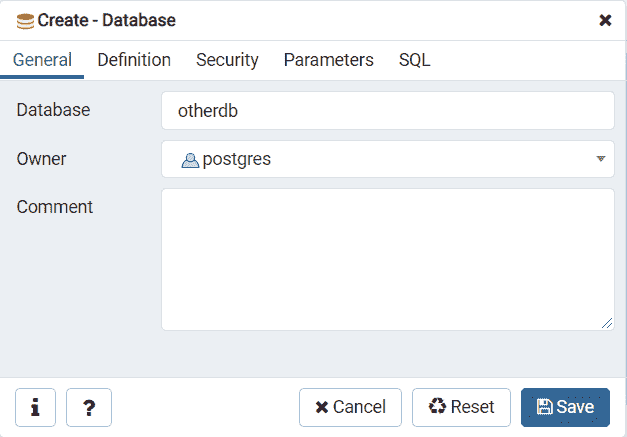 Create - Database
General Definition Security Parameters SQL
Database otherdb
Owner postgres
Comment
i ? Cancel Reset Save